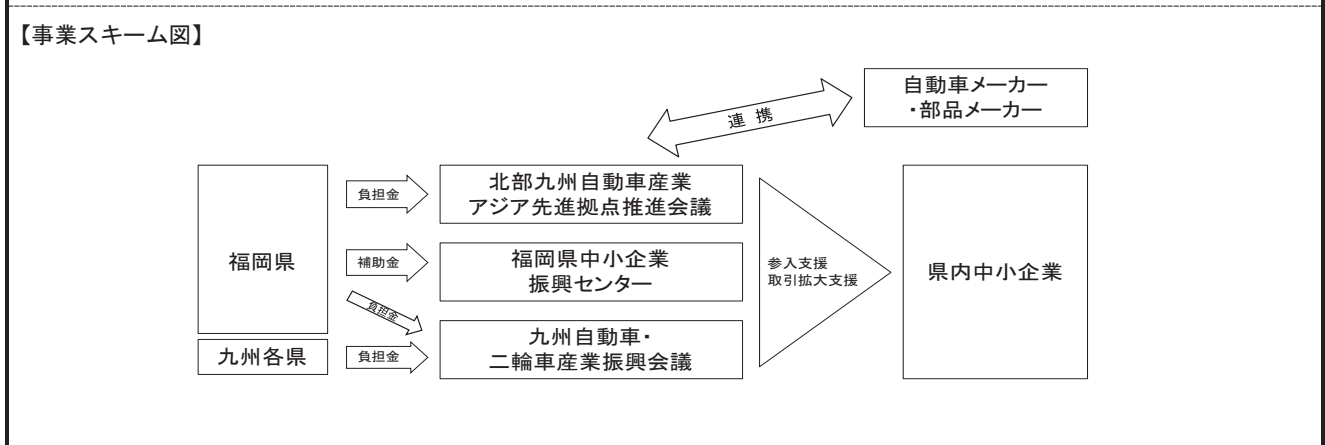 【事業スキーム図】
自動車メーカー
・部品メーカー
連 携
北部九州自動車産業
アジア先進拠点推進会議
負担金
福岡県
補助金
福岡県中小企業
振興センター
参入支援
取引拡大支援
県内中小企業
負担金
九州自動車・
二輪車産業振興会議
九州各県
負担金